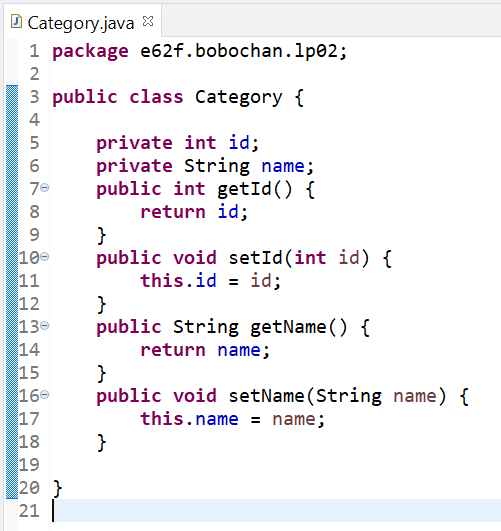 Category.java
1 package e62f.bobochan.lp02;
2
3 public class Category {
4
5     private int id;
6     private String name;
7     public int getId() {
8         return id;
9     }
10     public void setId(int id) {
11         this.id = id;
12     }
13     public String getName() {
14         return name;
15     }
16     public void setName(String name) {
17         this.name = name;
18     }
19
20 }
21